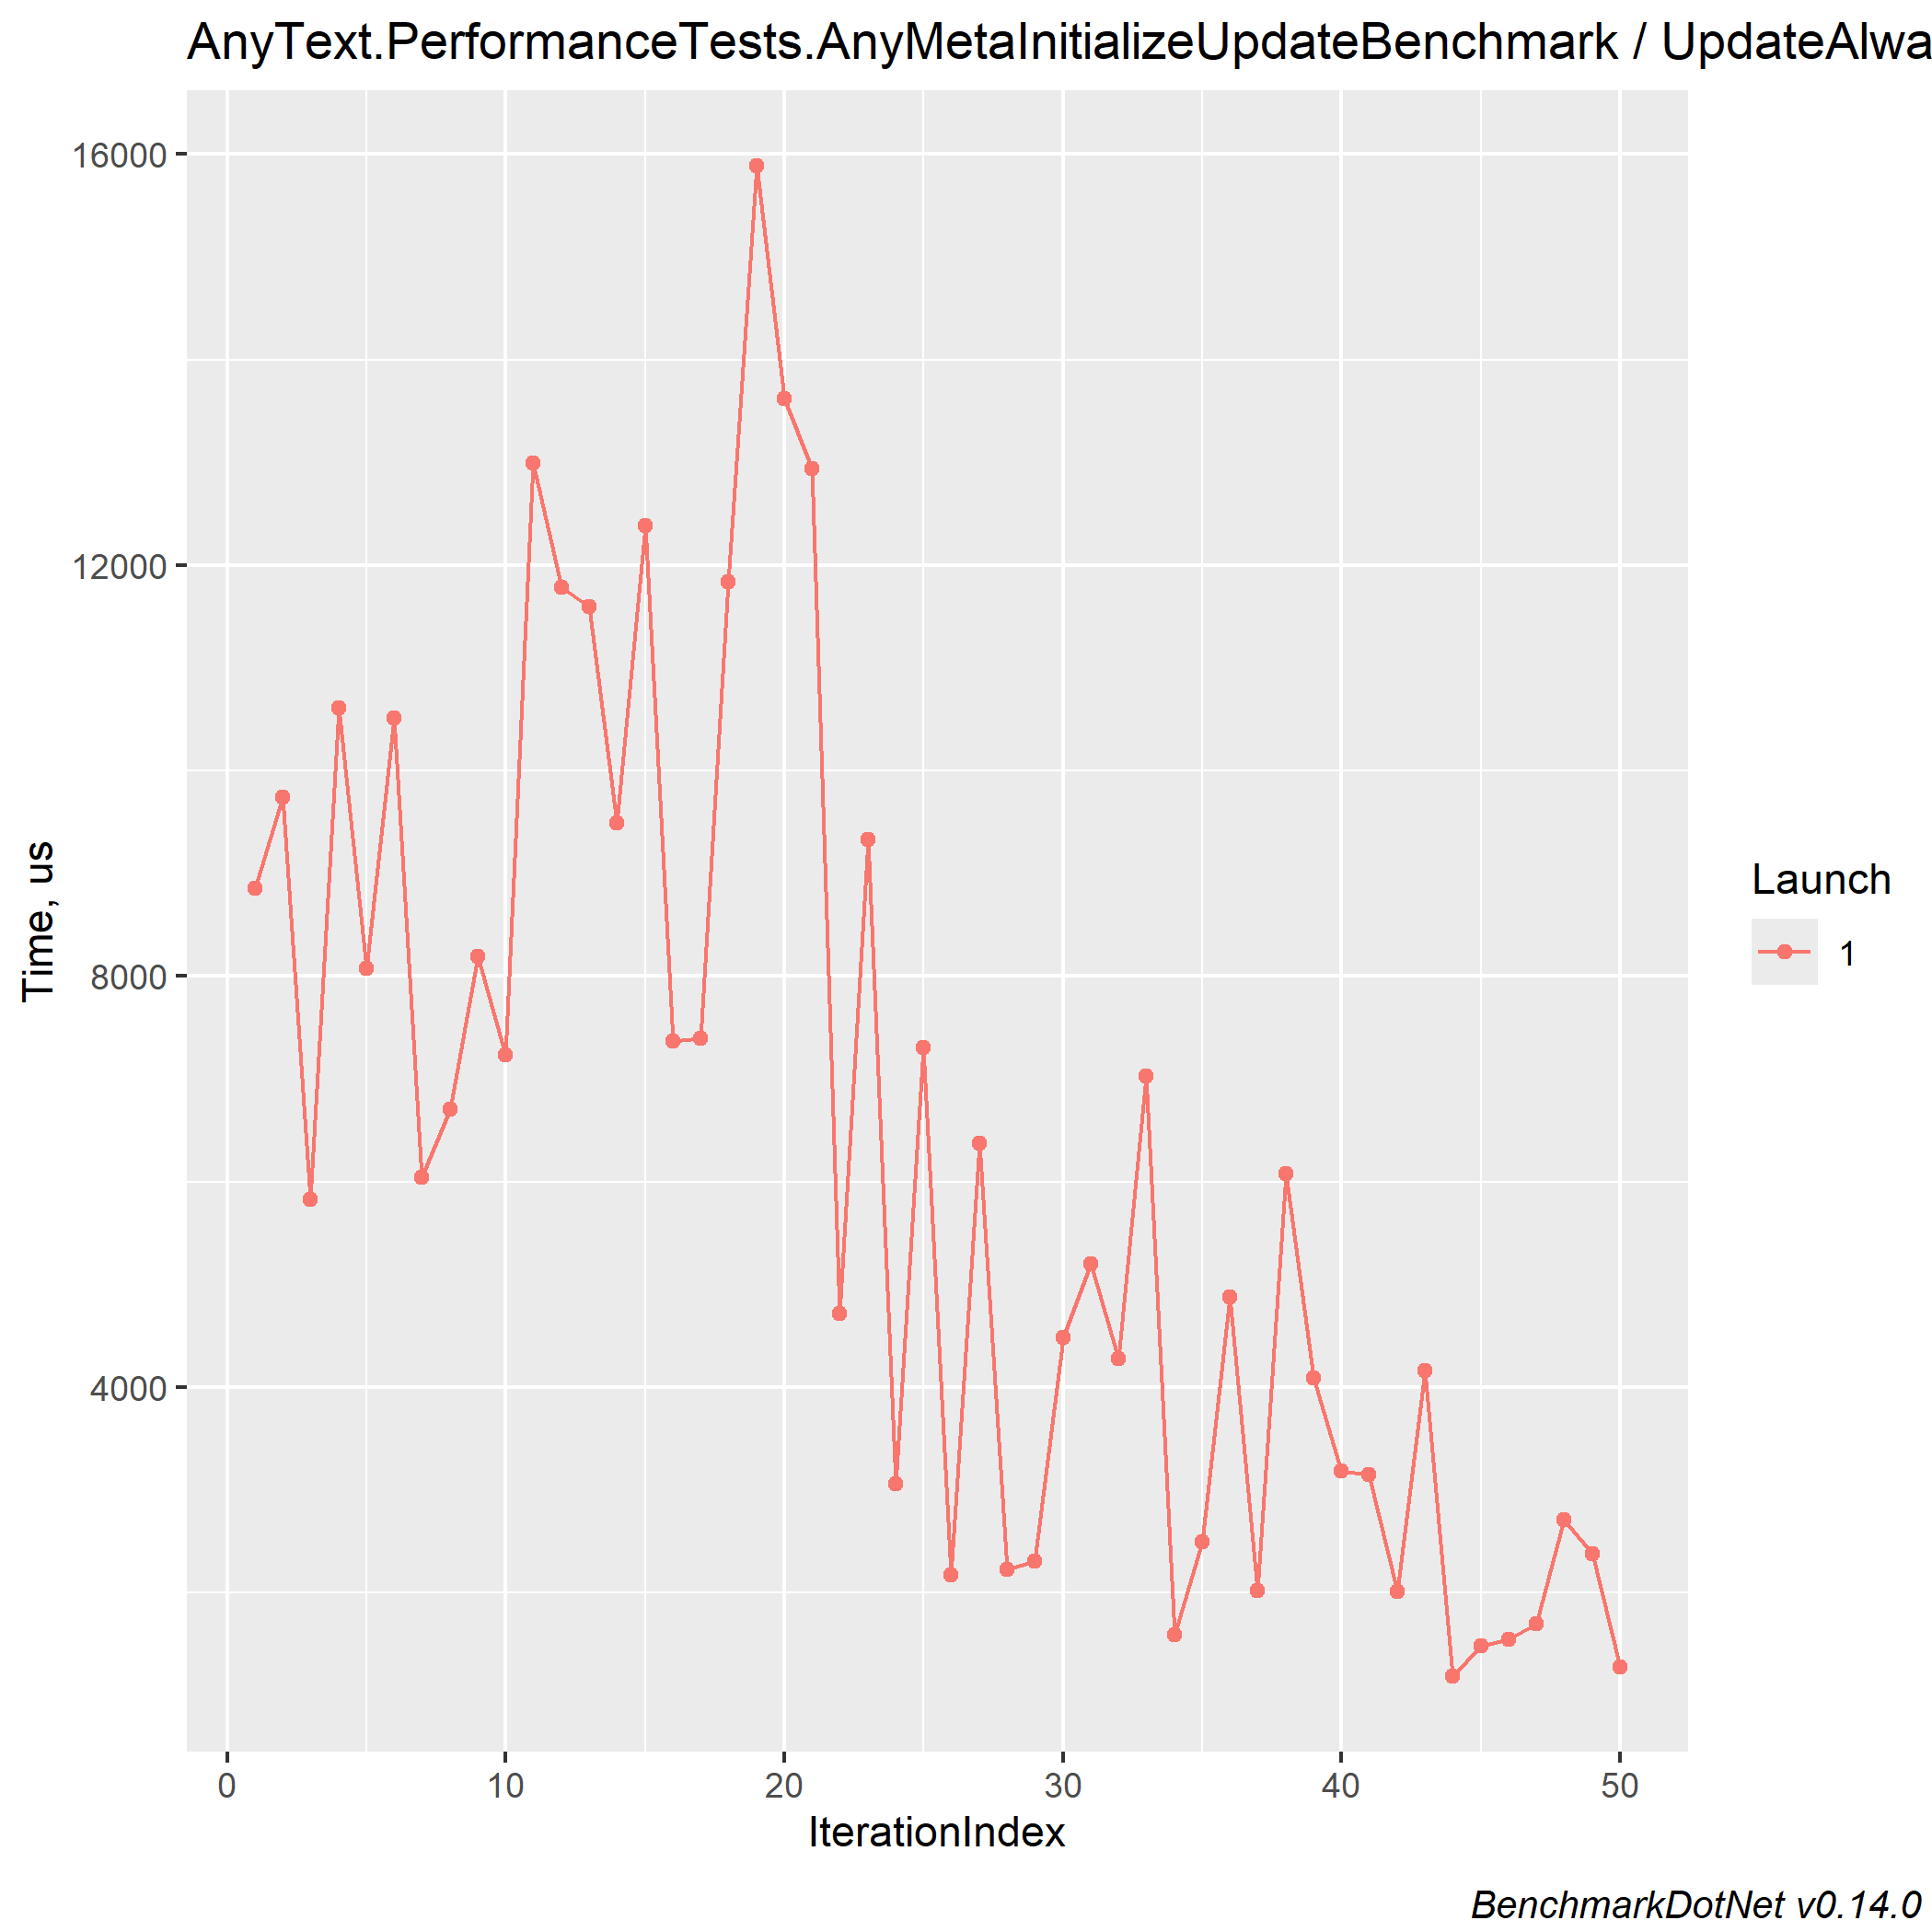 AnyText.PerformanceTests.AnyMetaInitializeUpdateBenchmark / UpdateAlwa
16000
12000
8000
4000
Time, us
0 10 20 30 40 50
IterationIndex
Launch
1
BenchmarkDotNet v0.14.0